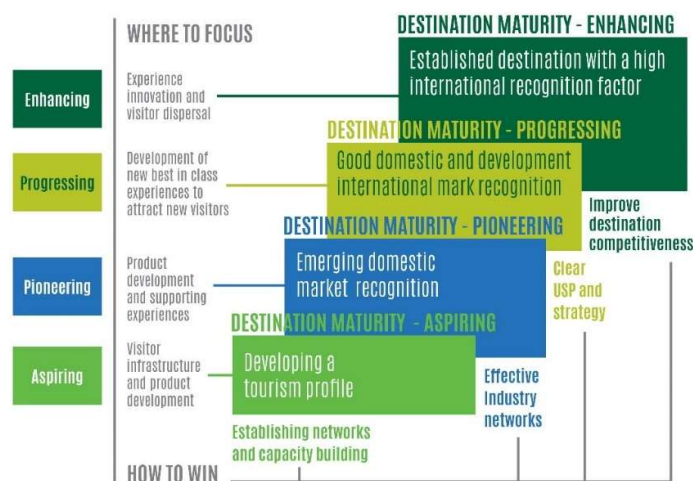 WHERE TO FOCUS
DESTINATION MATURITY - ENHANCING
Enhancing
Experience
innovation and
visitor dispersal
Established destination with a high
international recognition factor
DESTINATION MATURITY - PROGRESSING
Progressing
Development of
new best in class
experiences to
attract new visitors
Good domestic and development
international mark recognition
Improve
destination
competitiveness
DESTINATION MATURITY - PIONEERING
Pioneering
Product
development
and supporting
experiences
Emerging domestic
market recognition
Clear
USP and
strategy
DESTINATION MATURITY - ASPIRING
Aspiring
Visitor
infrastructure
and product
development
Developing a
tourism profile
Effective
Industry
networks
Establishing networks
and capacity building
HOW TO WIN